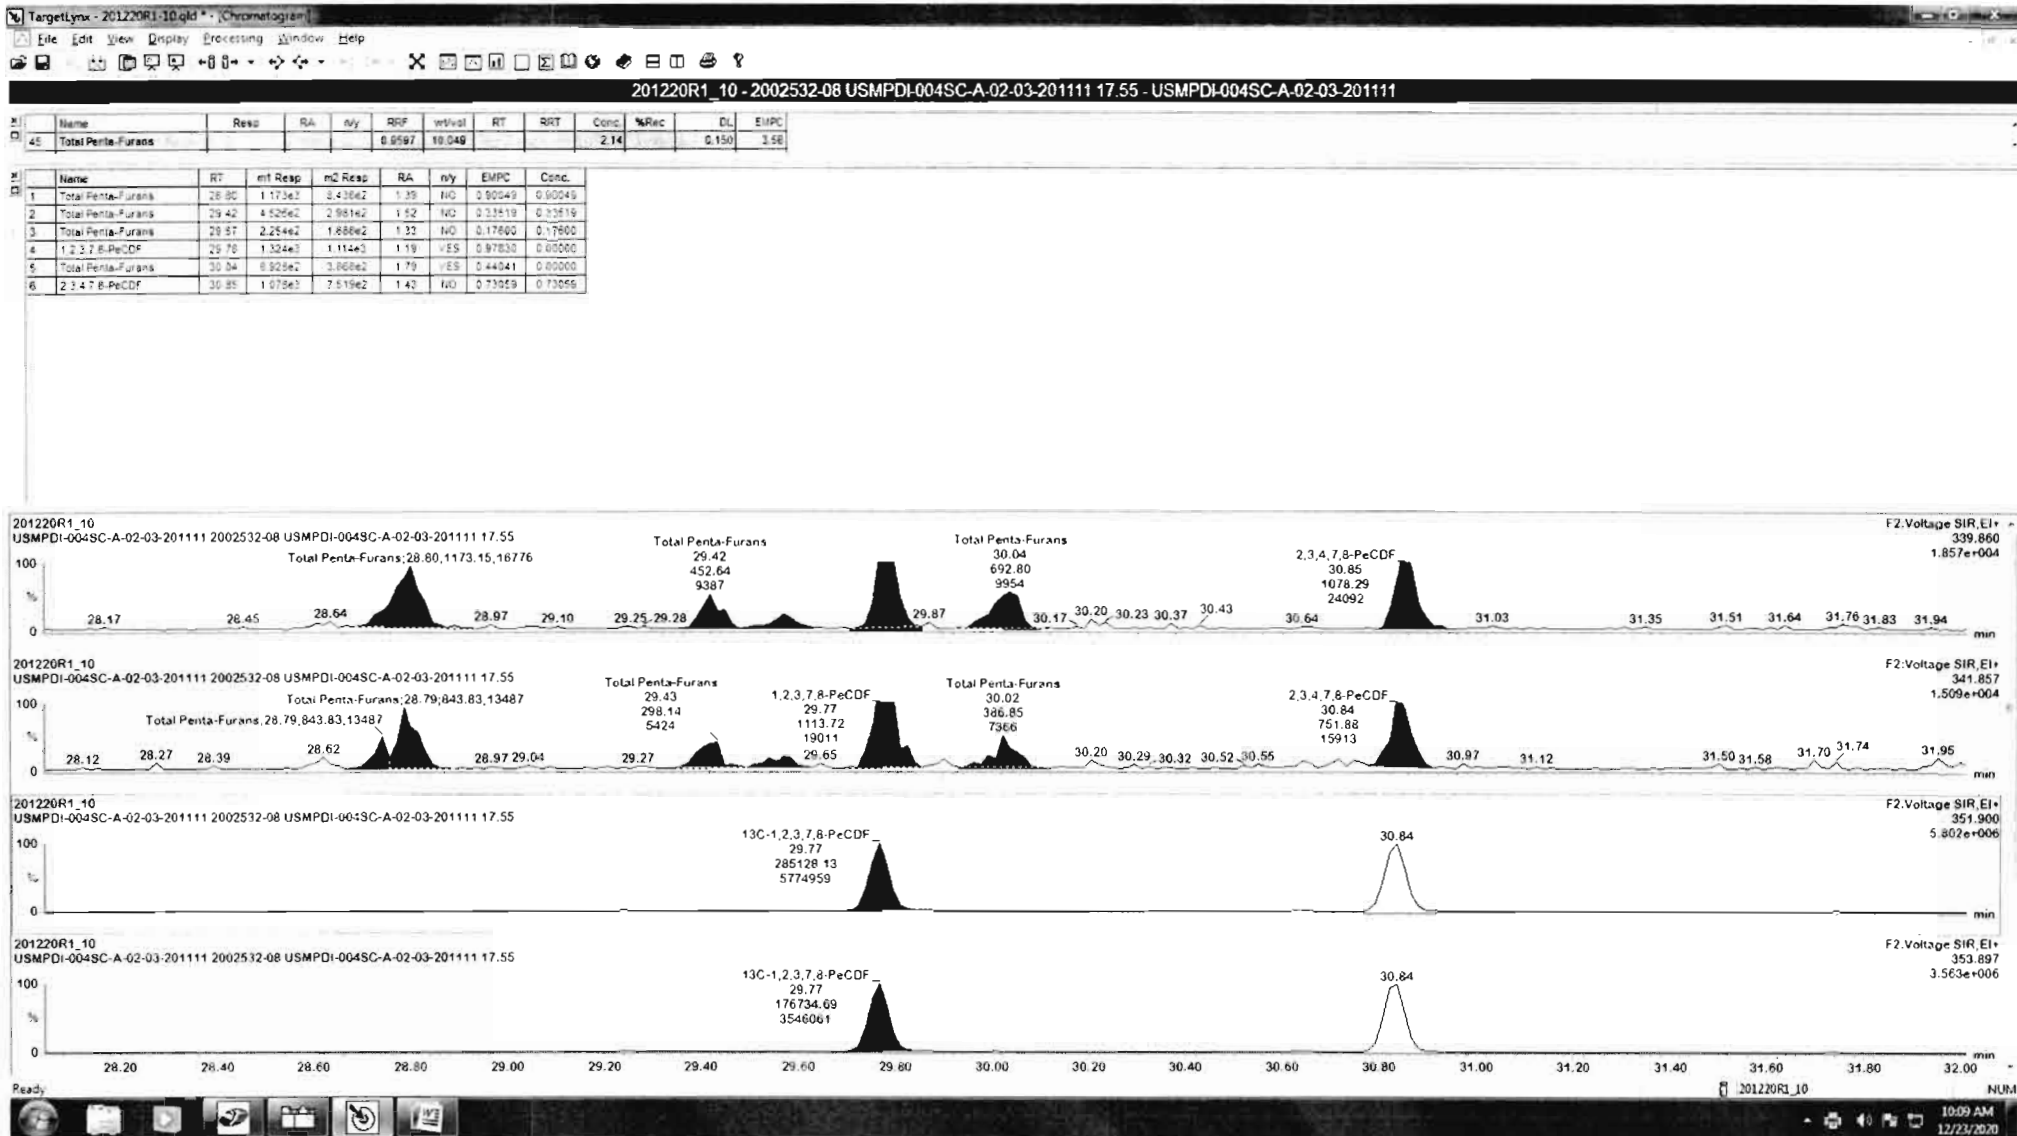 TargetLynx - 201220R1-10.qld * - [Chromatogram]
File Edit View Display Processing Window Help
201220R1_10 - 2002532-08 USMPDI-004SC-A-02-03-201111 17.55 - USMPDI-004SC-A-02-03-201111
Name Resp RA n/y RRF wt/vol RT RRT Conc. %Rec DL EMPC
45 Total Penta-Furans 0.9597 10.049 2.14 0.150 3.58
Name RT m1 Resp m2 Resp RA n/y EMPC Conc.
1 Total Penta-Furans 28.80 1.173e3 8.438e2 1.39 NO 0.90049 0.90049
2 Total Penta-Furans 29.42 4.526e2 2.981e2 1.52 NO 0.33519 0.33519
3 Total Penta-Furans 29.57 2.254e2 1.688e2 1.33 NO 0.17600 0.17600
4 1,2,3,7,8-PeCDF 29.78 1.324e3 1.114e3 1.19 YES 0.97830 0.00000
5 Total Penta-Furans 30.04 6.928e2 3.868e2 1.79 YES 0.44041 0.00000
6 2,3,4,7,8-PeCDF 30.85 1.078e3 7.519e2 1.43 NO 0.73059 0.73059
201220R1_10
USMPDI-004SC-A-02-03-201111 2002532-08 USMPDI-004SC-A-02-03-201111 17.55
F2:Voltage SIR,EI+
339.860
1.857e+004
Total Penta-Furans;28.80,1173.15,16776
Total Penta-Furans
29.42
452.64
9387
Total Penta-Furans
30.04
692.80
9954
2,3,4,7,8-PeCDF
30.85
1078.29
24092
100
%
0
28.17 28.45 28.64 28.97 29.10 29.25 29.28 29.87 30.17 30.20 30.23 30.37 30.43 30.64 31.03 31.35 31.51 31.64 31.76 31.83 31.94
min
201220R1_10
USMPDI-004SC-A-02-03-201111 2002532-08 USMPDI-004SC-A-02-03-201111 17.55
F2:Voltage SIR,EI+
341.857
1.509e+004
Total Penta-Furans;28.79,843.83,13487
Total Penta-Furans;28.79;843.83,13487
Total Penta-Furans
29.43
298.14
5424
1,2,3,7,8-PeCDF
29.77
1113.72
19011
Total Penta-Furans
30.02
386.85
7366
2,3,4,7,8-PeCDF
30.84
751.88
15913
100
%
0
28.12 28.27 28.39 28.62 28.97 29.04 29.27 29.65 30.20 30.29 30.32 30.52 30.55 30.97 31.12 31.50 31.58 31.70 31.74 31.95
min
201220R1_10
USMPDI-004SC-A-02-03-201111 2002532-08 USMPDI-004SC-A-02-03-201111 17.55
F2:Voltage SIR,EI+
351.900
5.802e+006
13C-1,2,3,7,8-PeCDF
29.77
285128.13
5774959
30.84
100
%
0
min
201220R1_10
USMPDI-004SC-A-02-03-201111 2002532-08 USMPDI-004SC-A-02-03-201111 17.55
F2:Voltage SIR,EI+
353.897
3.563e+006
13C-1,2,3,7,8-PeCDF
29.77
176734.69
3546061
30.84
100
%
0
min
28.20 28.40 28.60 28.80 29.00 29.20 29.40 29.60 29.80 30.00 30.20 30.40 30.60 30.80 31.00 31.20 31.40 31.60 31.80 32.00
Ready
201220R1_10 NUM
10:09 AM
12/23/2020